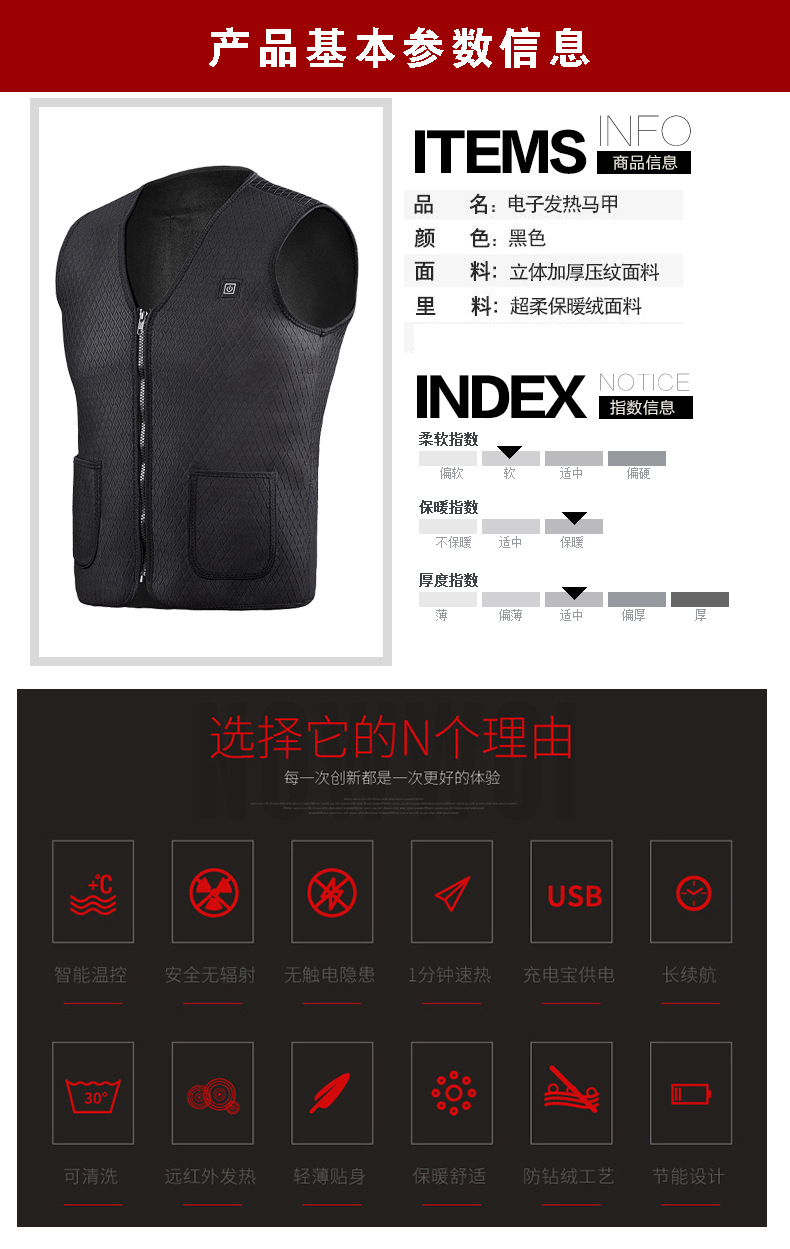 产品基本参数信息
ITEMS INFO
商品信息
品 名：电子发热马甲
颜 色：黑色
面 料：立体加厚压纹面料
里 料：超柔保暖绒面料
INDEX NOTICE
指数信息
柔软指数
偏软 软 适中 偏硬
保暖指数
不保暖 适中 保暖
厚度指数
薄 偏薄 适中 偏厚 厚
选择它的N个理由
每一次创新都是一次更好的体验
+℃
USB
智能温控 安全无辐射 无触电隐患 1分钟速热 充电宝供电 长续航
30°
可清洗 远红外发热 轻薄贴身 保暖舒适 防钻绒工艺 节能设计